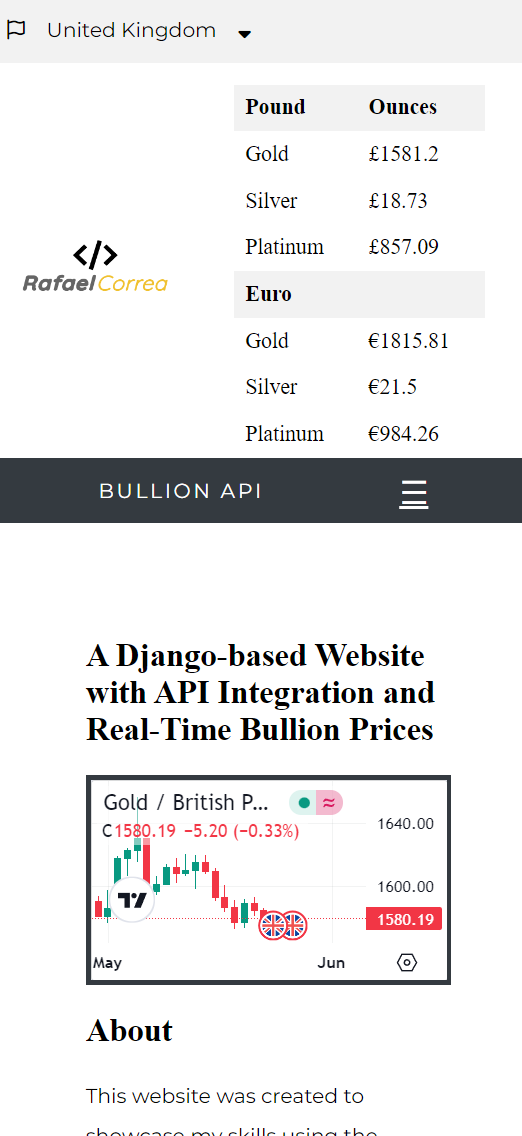 United Kingdom
Pound Ounces
Gold £1581.2
Silver £18.73
Platinum £857.09
Euro
Gold €1815.81
Silver €21.5
Platinum €984.26
</>
RafaelCorrea
BULLION API
A Django-based Website
with API Integration and
Real-Time Bullion Prices
Gold / British P...
C1580.19 −5.20 (−0.33%)
1640.00
1600.00
1580.19
May Jun
About
This website was created to
showcase my skills using the